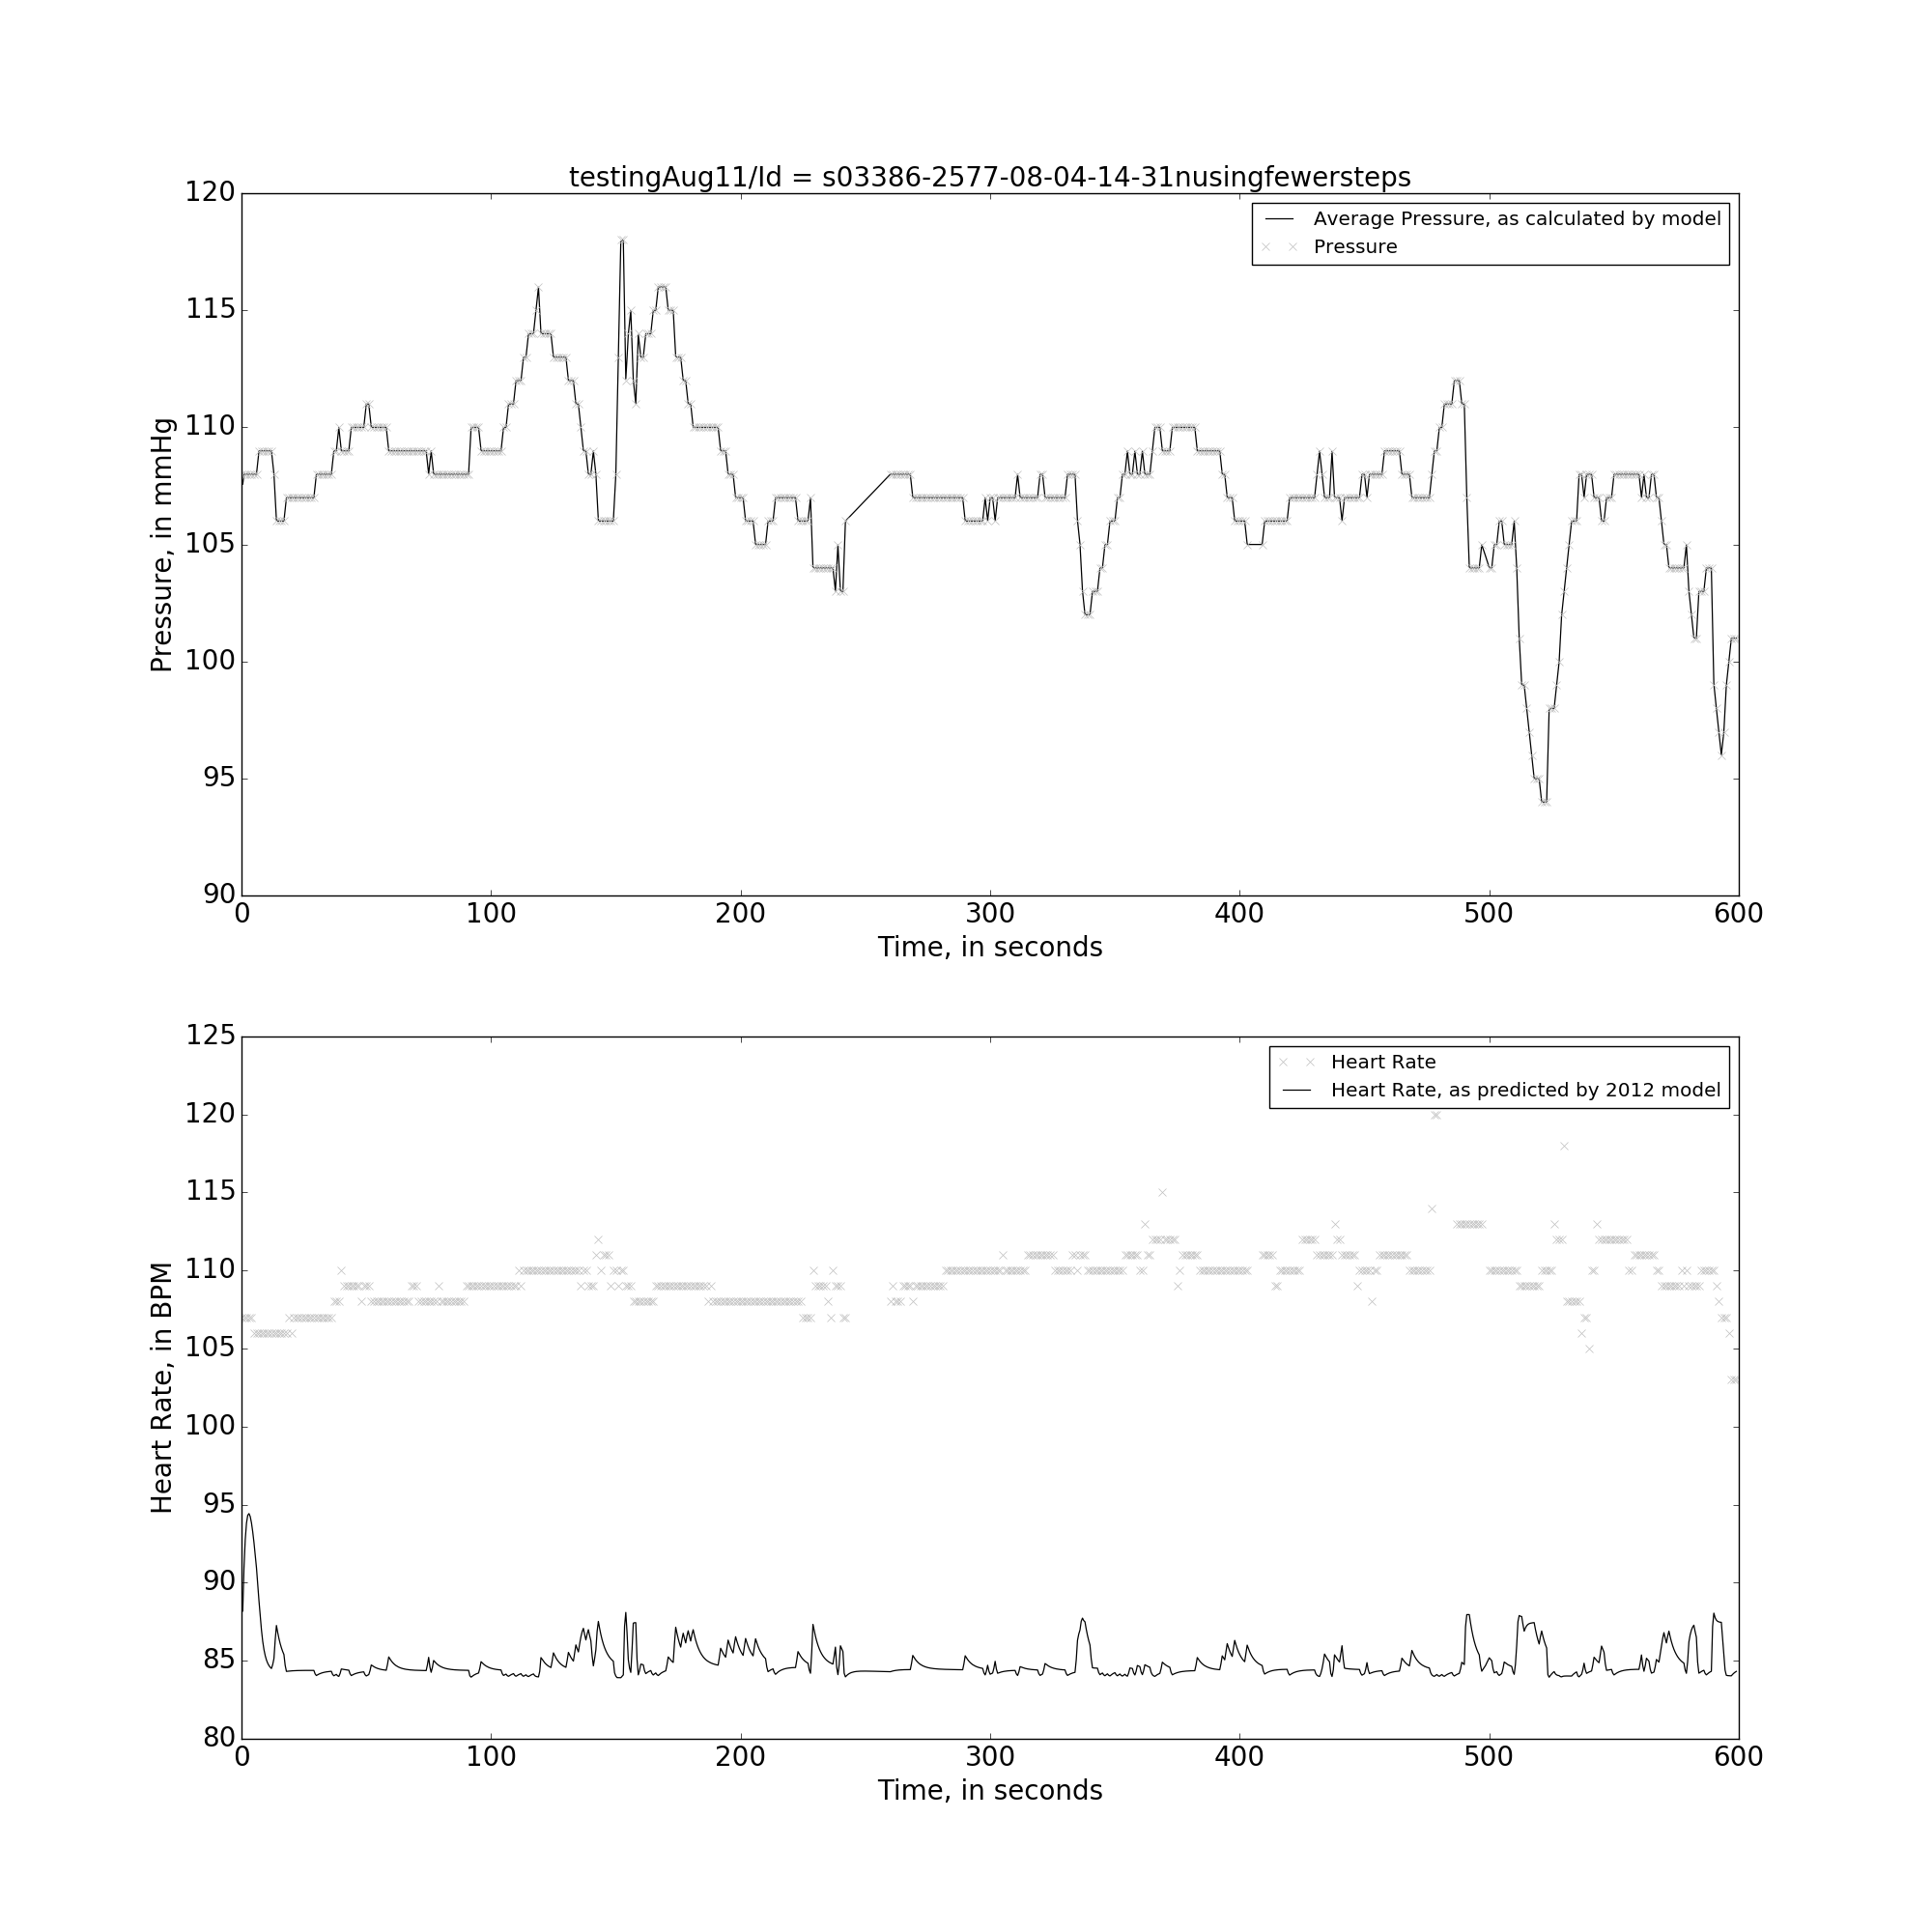 testingAug11/Id = s03386-2577-08-04-14-31nusingfewersteps
120
115
110
105
100
95
90
Pressure, in mmHg
Average Pressure, as calculated by model
Pressure
0 100 200 300 400 500 600
Time, in seconds
125
120
115
110
105
100
95
90
85
80
Heart Rate, in BPM
Heart Rate
Heart Rate, as predicted by 2012 model
0 100 200 300 400 500 600
Time, in seconds